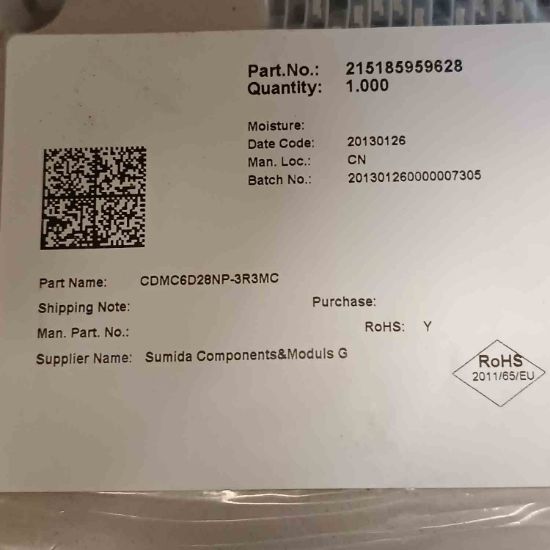 Part.No.: 215185959628
Quantity: 1.000
Moisture:
Date Code: 20130126
Man. Loc.: CN
Batch No.: 201301260000007305
Part Name: CDMC6D28NP-3R3MC
Shipping Note:
Purchase:
Man. Part. No.:
RoHS: Y
Supplier Name: Sumida Components&Moduls G
RoHS
2011/65/EU